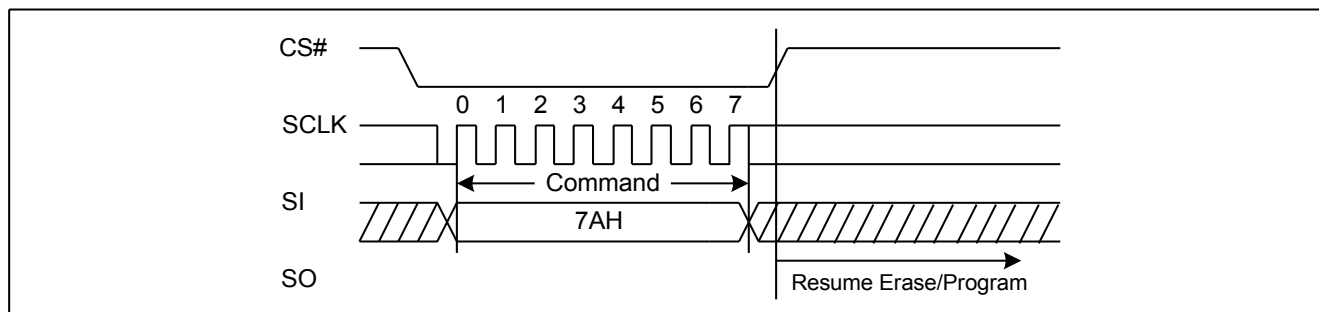 CS#
0 1 2 3 4 5 6 7
SCLK
Command
SI
7AH
SO
Resume Erase/Program